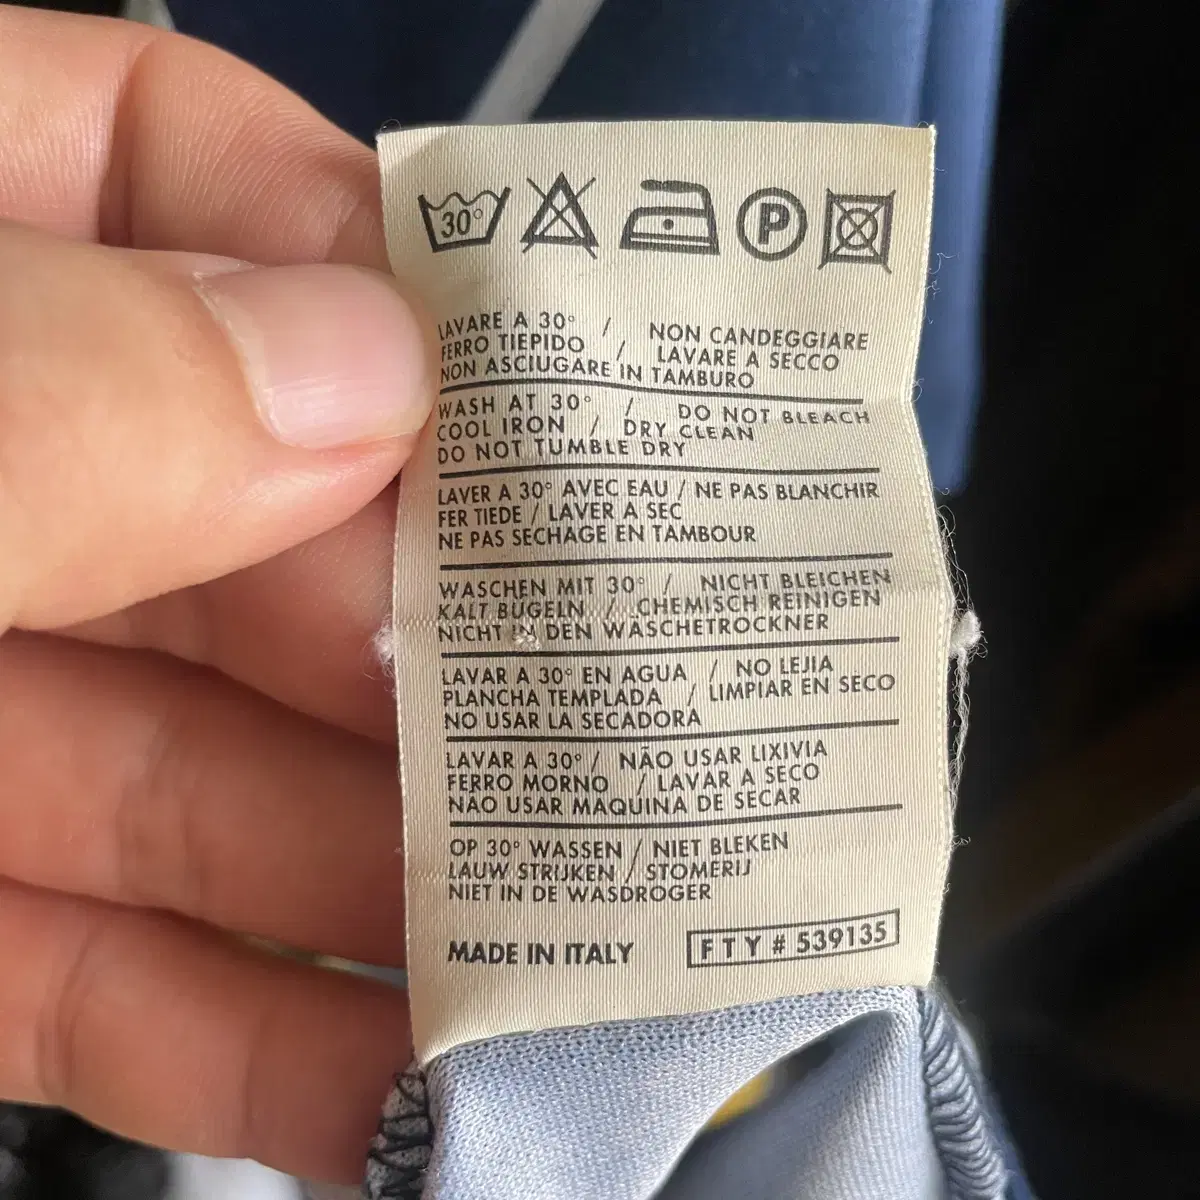 30°
P
LAVARE A 30° / NON CANDEGGIARE
FERRO TIEPIDO / LAVARE A SECCO
NON ASCIUGARE IN TAMBURO
WASH AT 30° / DO NOT BLEACH
COOL IRON / DRY CLEAN
DO NOT TUMBLE DRY
LAVER A 30° AVEC EAU / NE PAS BLANCHIR
FER TIEDE / LAVER A SEC
NE PAS SECHAGE EN TAMBOUR
WASCHEN MIT 30° / NICHT BLEICHEN
KALT BUGELN / CHEMISCH REINIGEN
NICHT IN DEN WÄSCHETROCKNER
LAVAR A 30° EN AGUA / NO LEJIA
PLANCHA TEMPLADA / LIMPIAR EN SECO
NO USAR LA SECADORA
LAVAR A 30° / NÃO USAR LIXIVIA
FERRO MORNO / LAVAR A SECO
NAO USAR MAQUINA DE SECAR
OP 30° WASSEN / NIET BLEKEN
LAUW STRIJKEN / STOMERIJ
NIET IN DE WASDROGER
MADE IN ITALY FTY # 539135